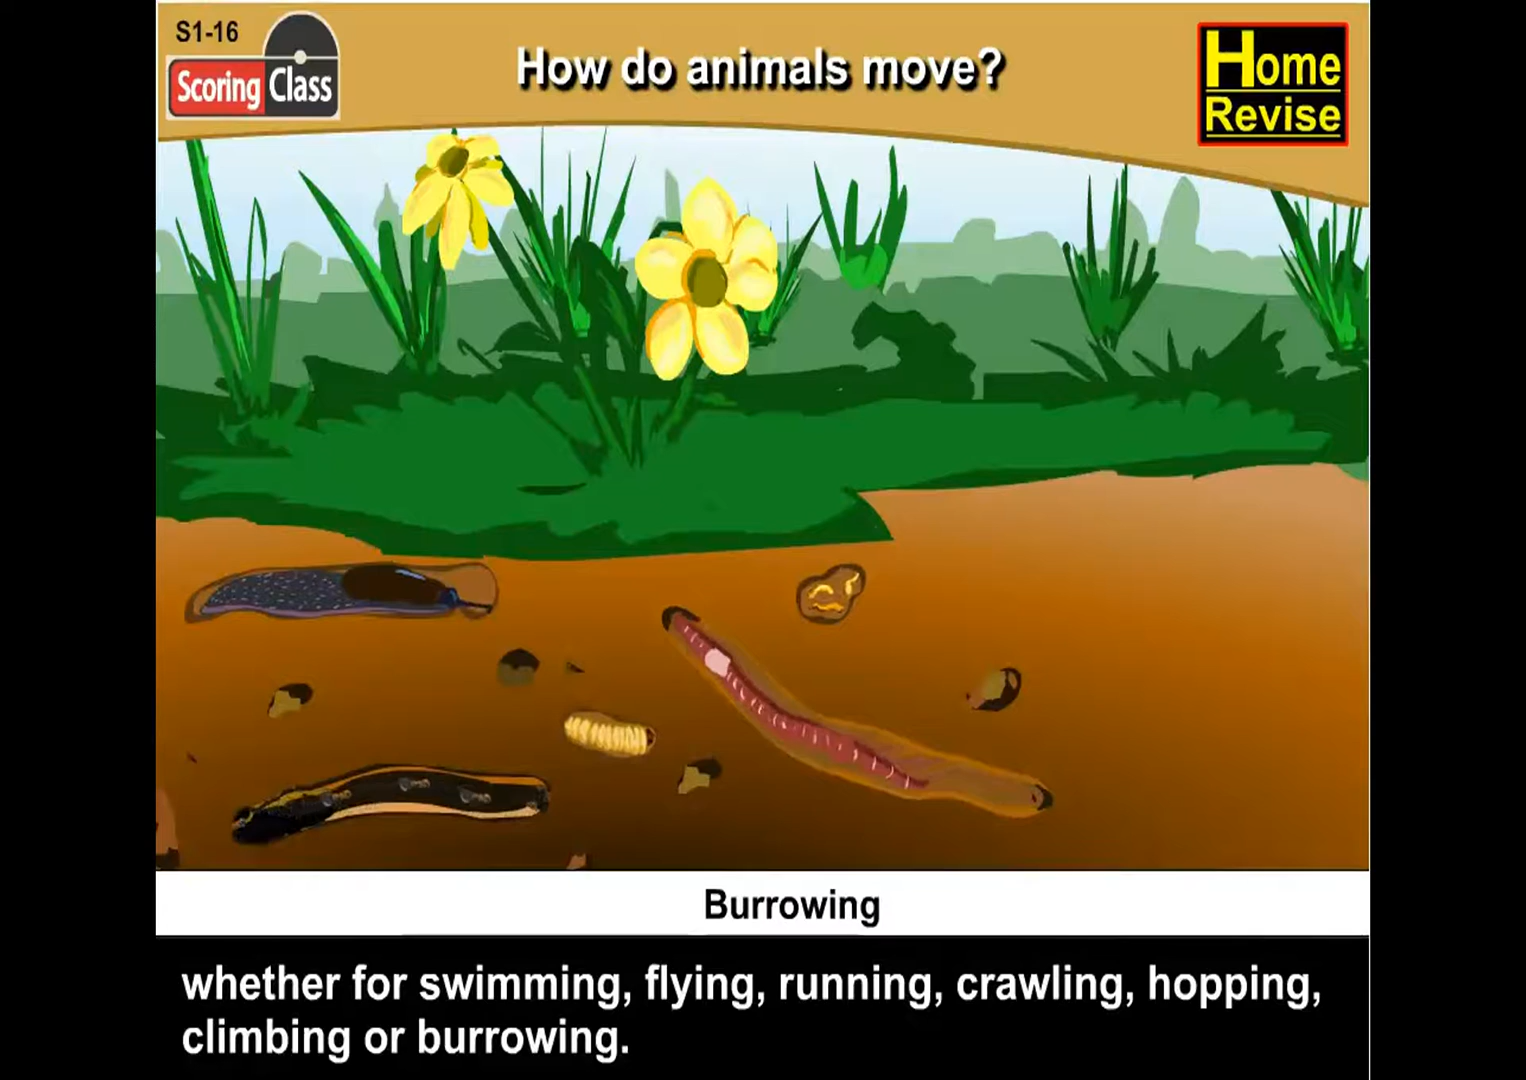 S1-16
Scoring Class
How do animals move?
Home
Revise
Burrowing
whether for swimming, flying, running, crawling, hopping,
climbing or burrowing.